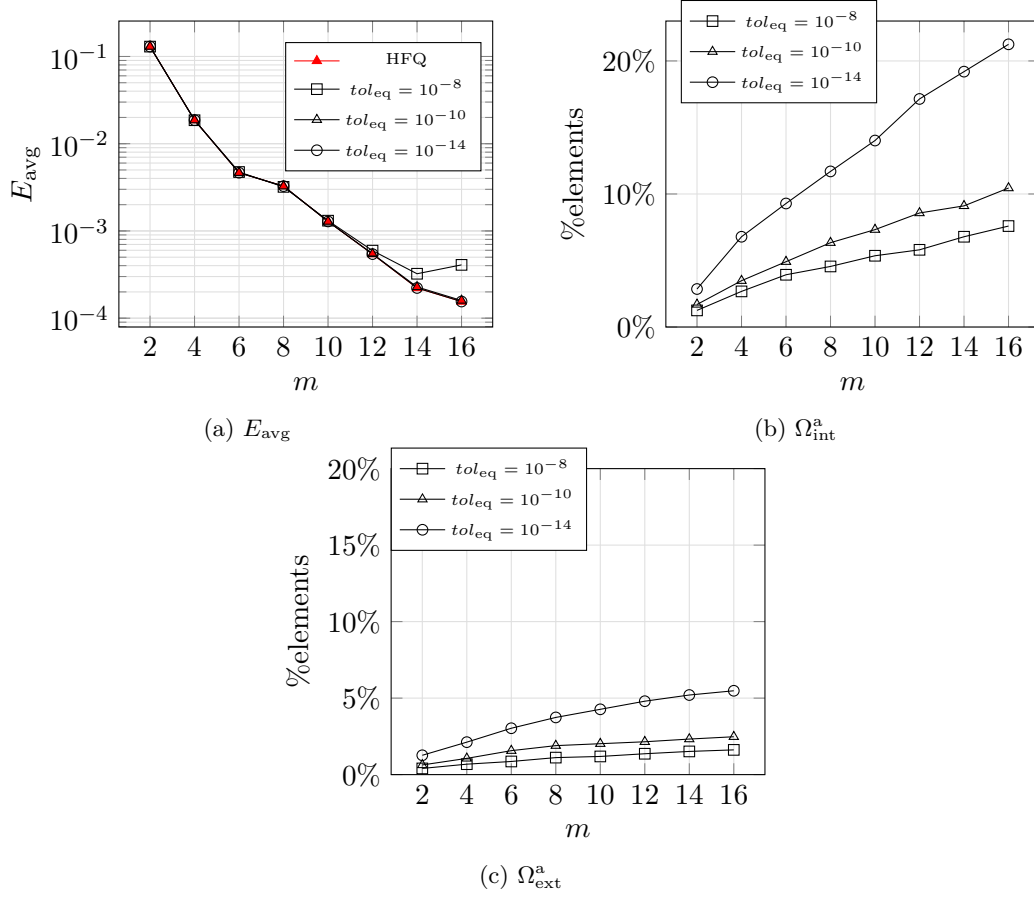 10^{-1}
10^{-2}
10^{-3}
10^{-4}
E_avg
HFQ
tol_eq = 10^{-8}
tol_eq = 10^{-10}
tol_eq = 10^{-14}
2 4 6 8 10 12 14 16
m
(a) E_avg
tol_eq = 10^{-8}
tol_eq = 10^{-10}
tol_eq = 10^{-14}
20%
10%
0%
%elements
2 4 6 8 10 12 14 16
m
(b) Ω^a_int
tol_eq = 10^{-8}
tol_eq = 10^{-10}
tol_eq = 10^{-14}
20%
15%
10%
5%
0%
%elements
2 4 6 8 10 12 14 16
m
(c) Ω^a_ext